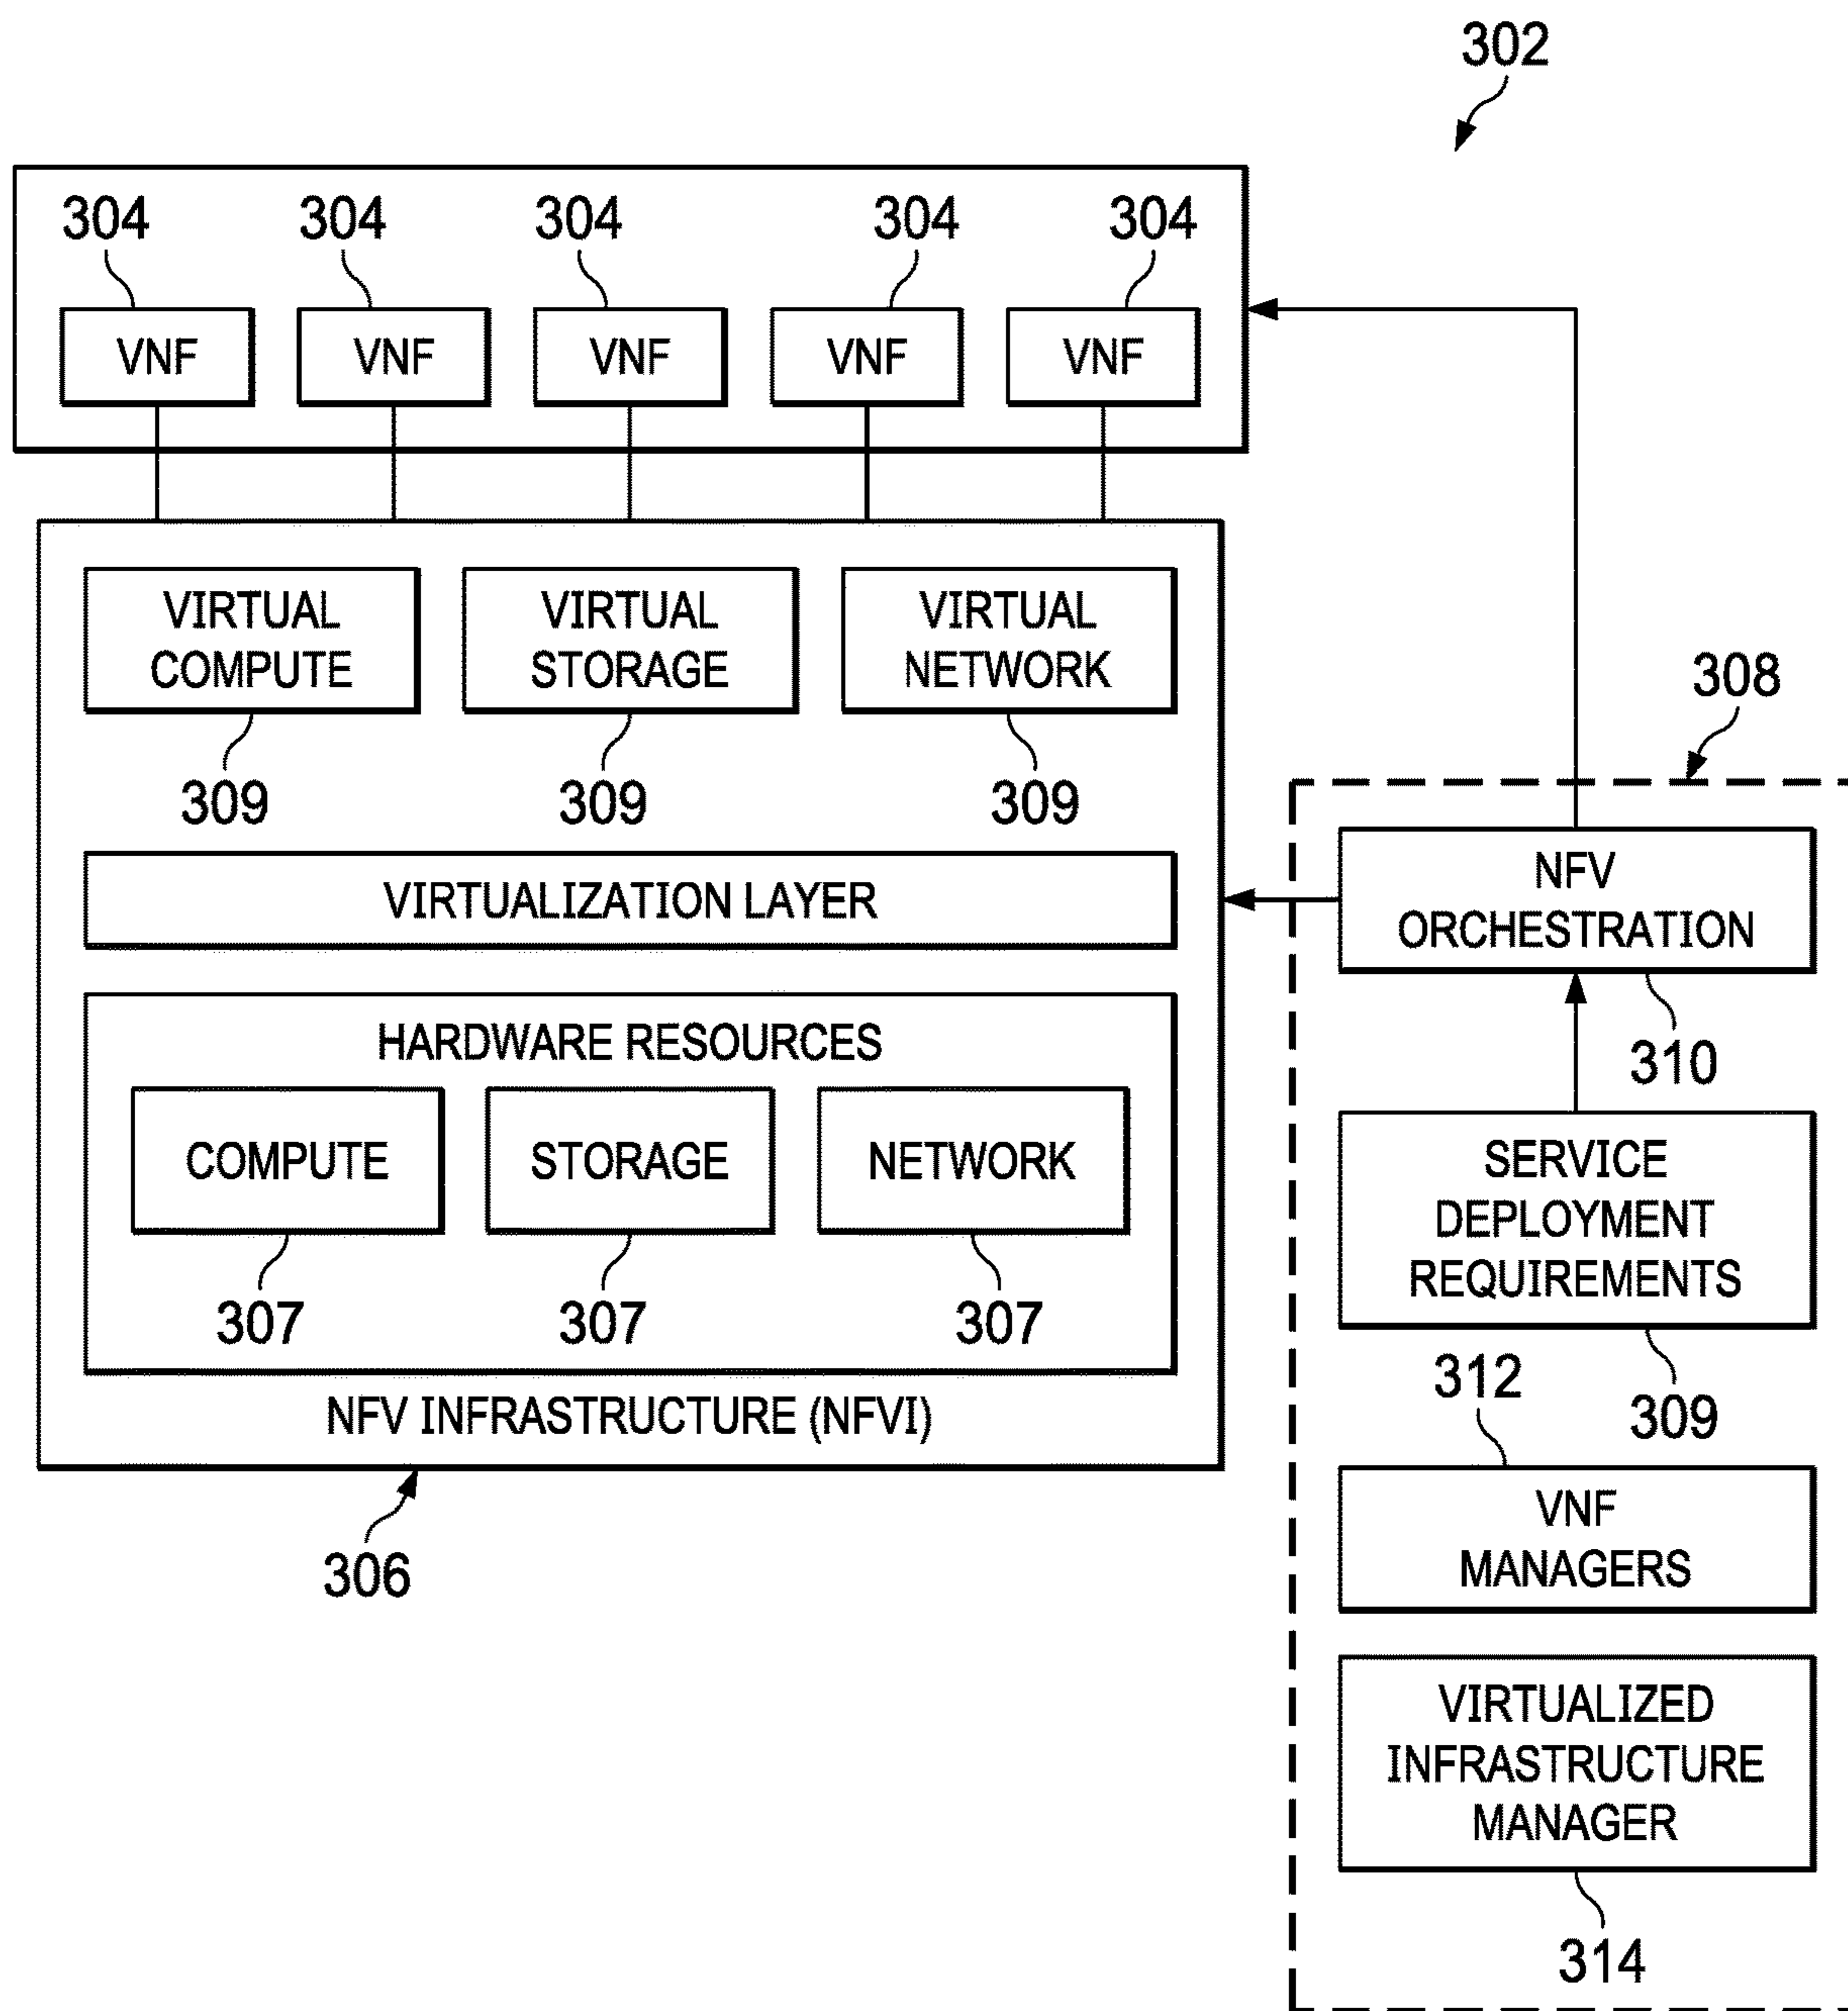 302
304 304 304 304 304
VNF VNF VNF VNF VNF
VIRTUAL
COMPUTE
VIRTUAL
STORAGE
VIRTUAL
NETWORK
309 309 309
VIRTUALIZATION LAYER
HARDWARE RESOURCES
COMPUTE STORAGE NETWORK
307 307 307
NFV INFRASTRUCTURE (NFVI)
306
308
NFV
ORCHESTRATION
310
SERVICE
DEPLOYMENT
REQUIREMENTS
309
312
VNF
MANAGERS
VIRTUALIZED
INFRASTRUCTURE
MANAGER
314